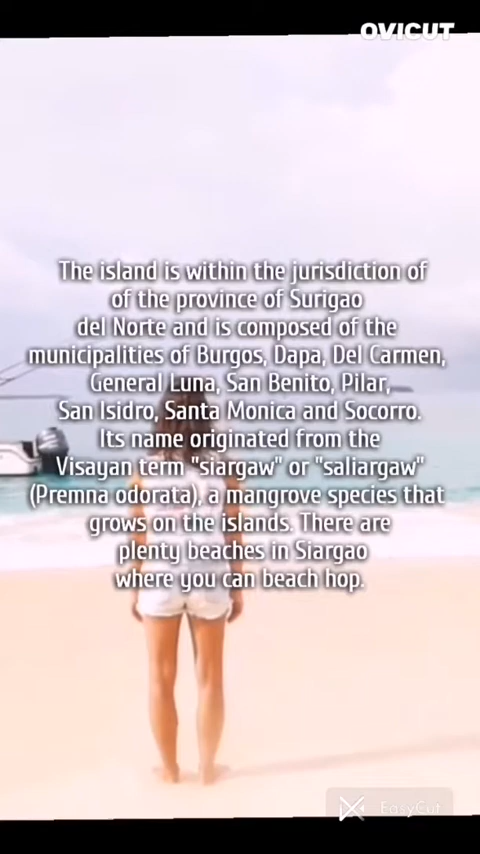 OVICUT
The island is within the jurisdiction of
of the province of Surigao
del Norte and is composed of the
municipalities of Burgos, Dapa, Del Carmen,
General Luna, San Benito, Pilar,
San Isidro, Santa Monica and Socorro.
Its name originated from the
Visayan term "siargaw" or "saliargaw"
(Premna odorata), a mangrove species that
grows on the islands. There are
plenty beaches in Siargao
where you can beach hop.
EasyCut